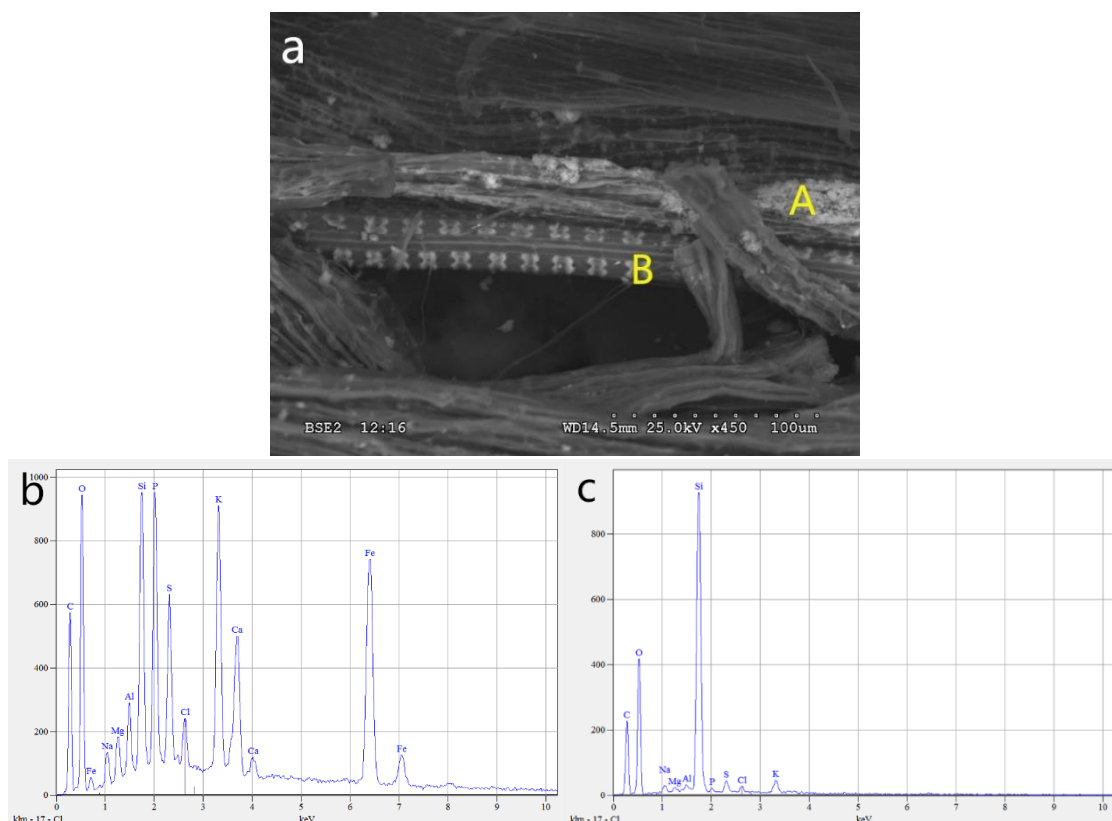 a
A
B
BSE2 12:16 WD14.5mm 25.0kV x450 100um
b
1000
800
600
400
200
0
C
O
Fe
Na
Mg
Al
Si
P
S
Cl
K
Ca
Ca
Fe
Fe
0 1 2 3 4 5 6 7 8 9 10
keV
c
800
600
400
200
0
C
O
Na
Mg
Al
Si
P
S
Cl
K
0 1 2 3 4 5 6 7 8 9 10
keV